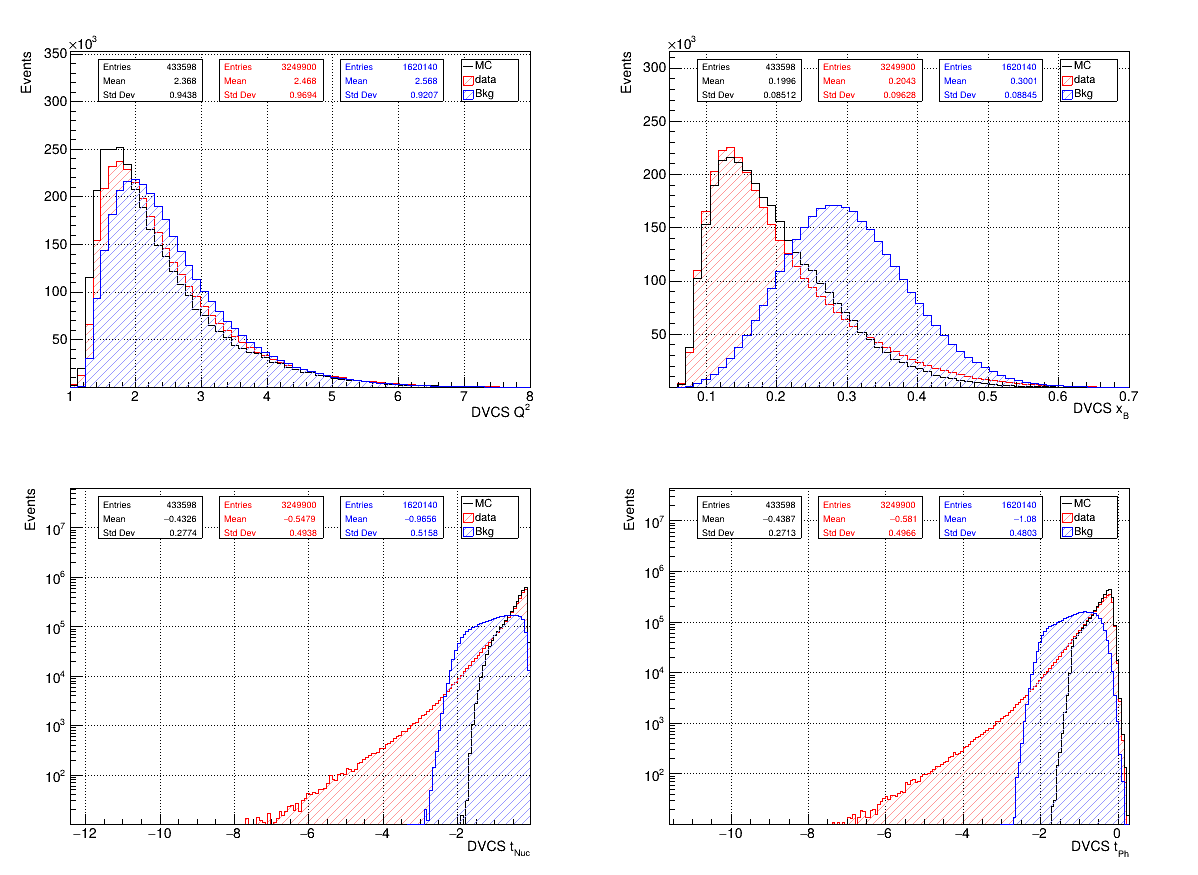 ×10³
Events
350
300
250
200
150
100
50
1 2 3 4 5 6 7 8
DVCS Q²
Entries 433598
Mean 2.368
Std Dev 0.9438
Entries 3249900
Mean 2.468
Std Dev 0.9694
Entries 1620140
Mean 2.568
Std Dev 0.9207
MC
data
Bkg
×10³
Events
300
250
200
150
100
50
0.1 0.2 0.3 0.4 0.5 0.6 0.7
DVCS x_B
Entries 433598
Mean 0.1996
Std Dev 0.08512
Entries 3249900
Mean 0.2043
Std Dev 0.09628
Entries 1620140
Mean 0.3001
Std Dev 0.08845
MC
data
Bkg
Events
10⁷
10⁶
10⁵
10⁴
10³
10²
−12 −10 −8 −6 −4 −2
DVCS t_Nuc
Entries 433598
Mean −0.4326
Std Dev 0.2774
Entries 3249900
Mean −0.5479
Std Dev 0.4938
Entries 1620140
Mean −0.9656
Std Dev 0.5158
MC
data
Bkg
Events
10⁷
10⁶
10⁵
10⁴
10³
10²
−10 −8 −6 −4 −2 0
DVCS t_Ph
Entries 433598
Mean −0.4387
Std Dev 0.2713
Entries 3249900
Mean −0.581
Std Dev 0.4966
Entries 1620140
Mean −1.08
Std Dev 0.4803
MC
data
Bkg